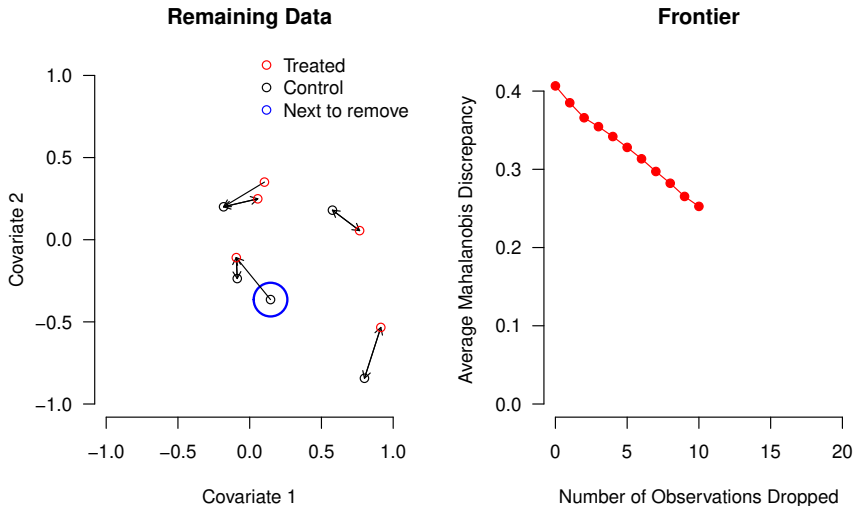 Remaining Data
Treated
Control
Next to remove
Covariate 2
1.0
0.5
0.0
−0.5
−1.0
−1.0 −0.5 0.0 0.5 1.0
Covariate 1
Frontier
Average Mahalanobis Discrepancy
0.4
0.3
0.2
0.1
0.0
0 5 10 15 20
Number of Observations Dropped